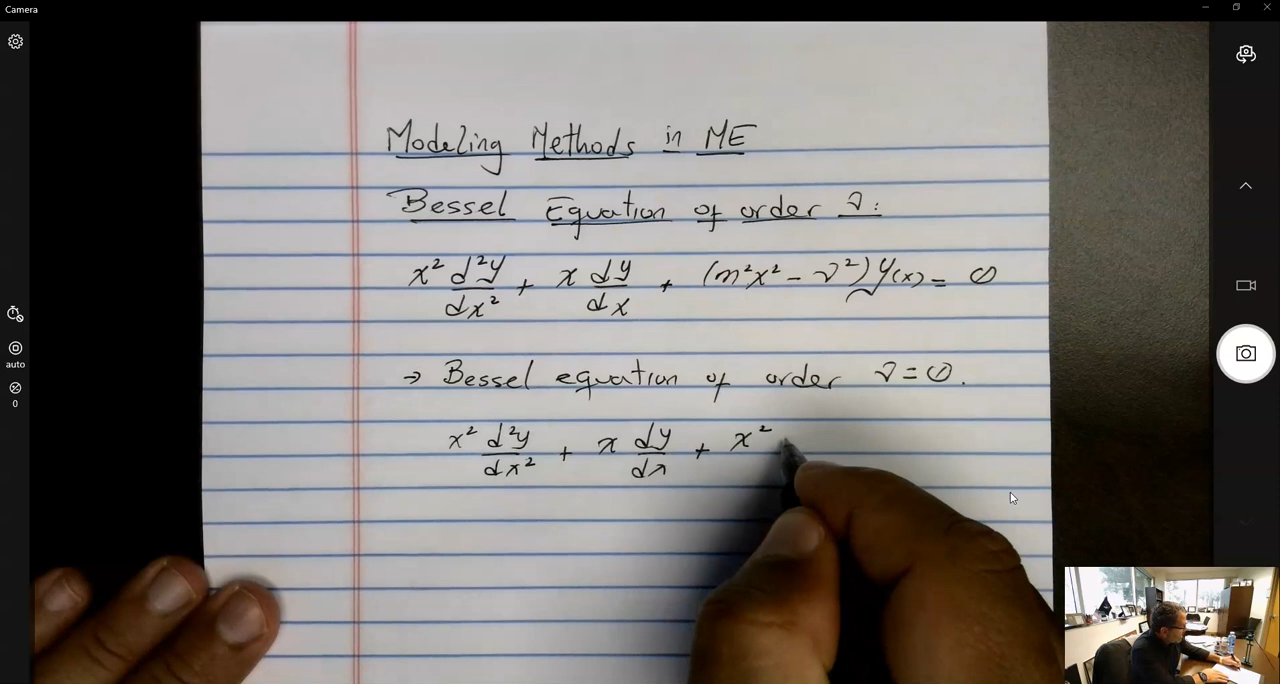 Camera
Modeling Methods in ME
Bessel Equation of order ν:
x² d²y/dx² + x dy/dx + (m²x² - ν²) y(x) = 0
→ Bessel equation of order ν = 0.
x² d²y/dx² + x dy/dx + x²
auto
0